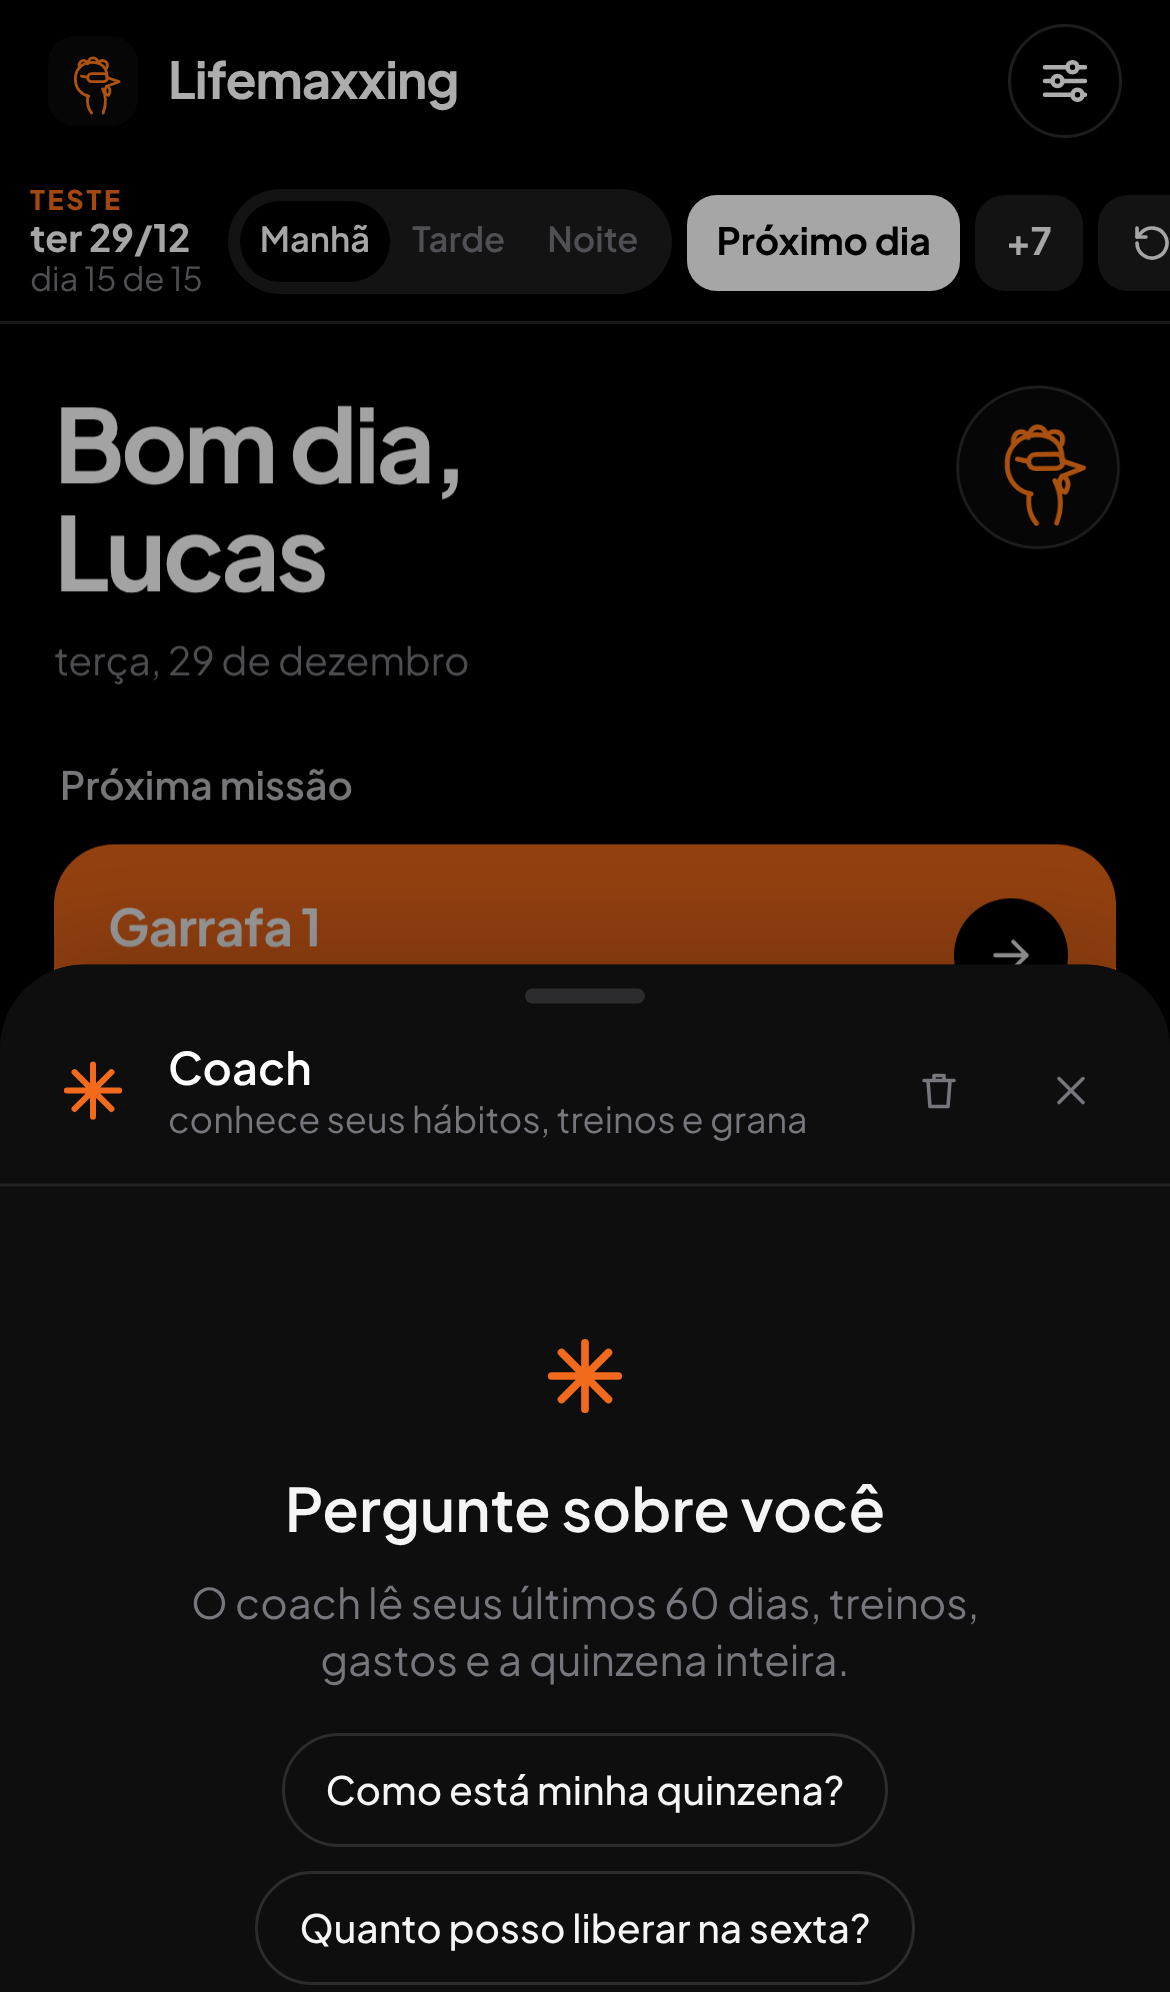 Lifemaxxing
TESTE
ter 29/12
dia 15 de 15
Manhã
Tarde
Noite
Próximo dia
+7
Bom dia,
Lucas
terça, 29 de dezembro
Próxima missão
Garrafa 1
Coach
conhece seus hábitos, treinos e grana
Pergunte sobre você
O coach lê seus últimos 60 dias, treinos,
gastos e a quinzena inteira.
Como está minha quinzena?
Quanto posso liberar na sexta?